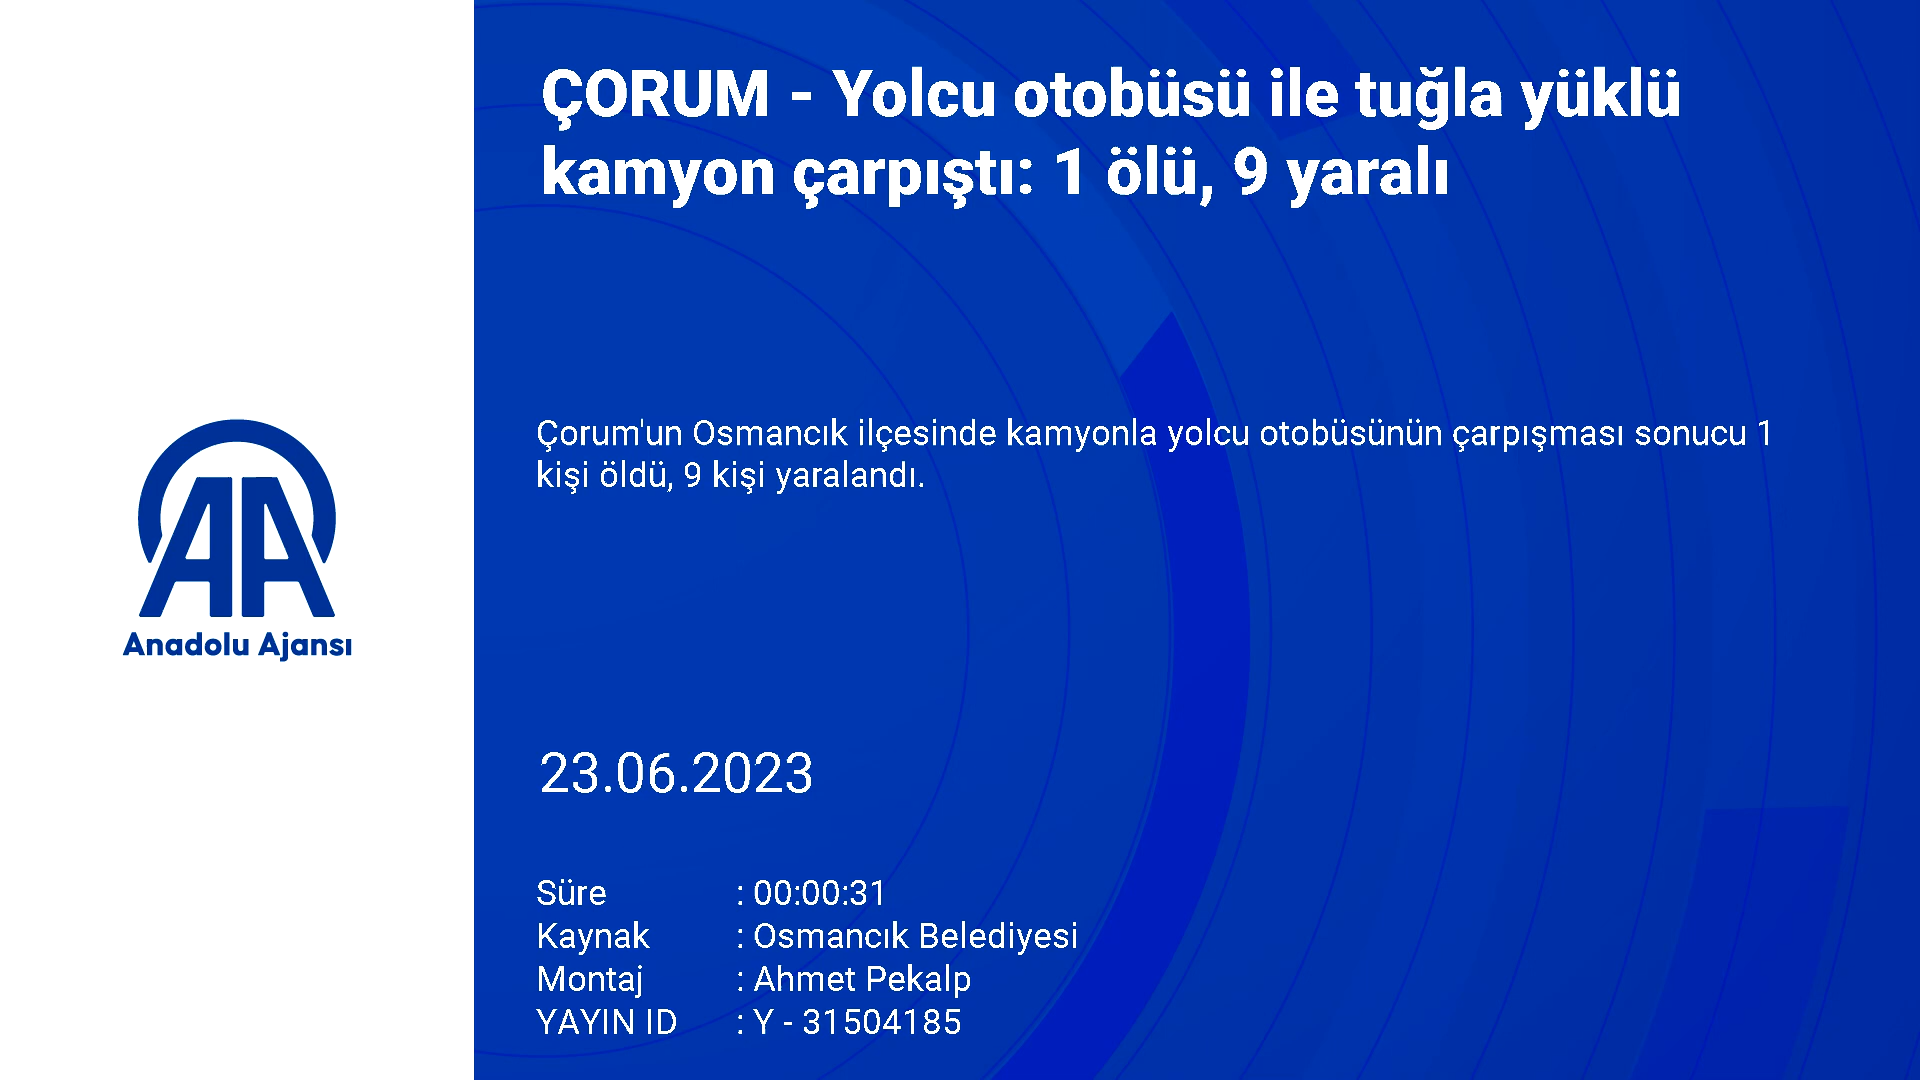 ÇORUM - Yolcu otobüsü ile tuğla yüklü
kamyon çarpıştı: 1 ölü, 9 yaralı
Çorum'un Osmancık ilçesinde kamyonla yolcu otobüsünün çarpışması sonucu 1
kişi öldü, 9 kişi yaralandı.
AA
Anadolu Ajansı
23.06.2023
Süre : 00:00:31
Kaynak : Osmancık Belediyesi
Montaj : Ahmet Pekalp
YAYIN ID : Y - 31504185